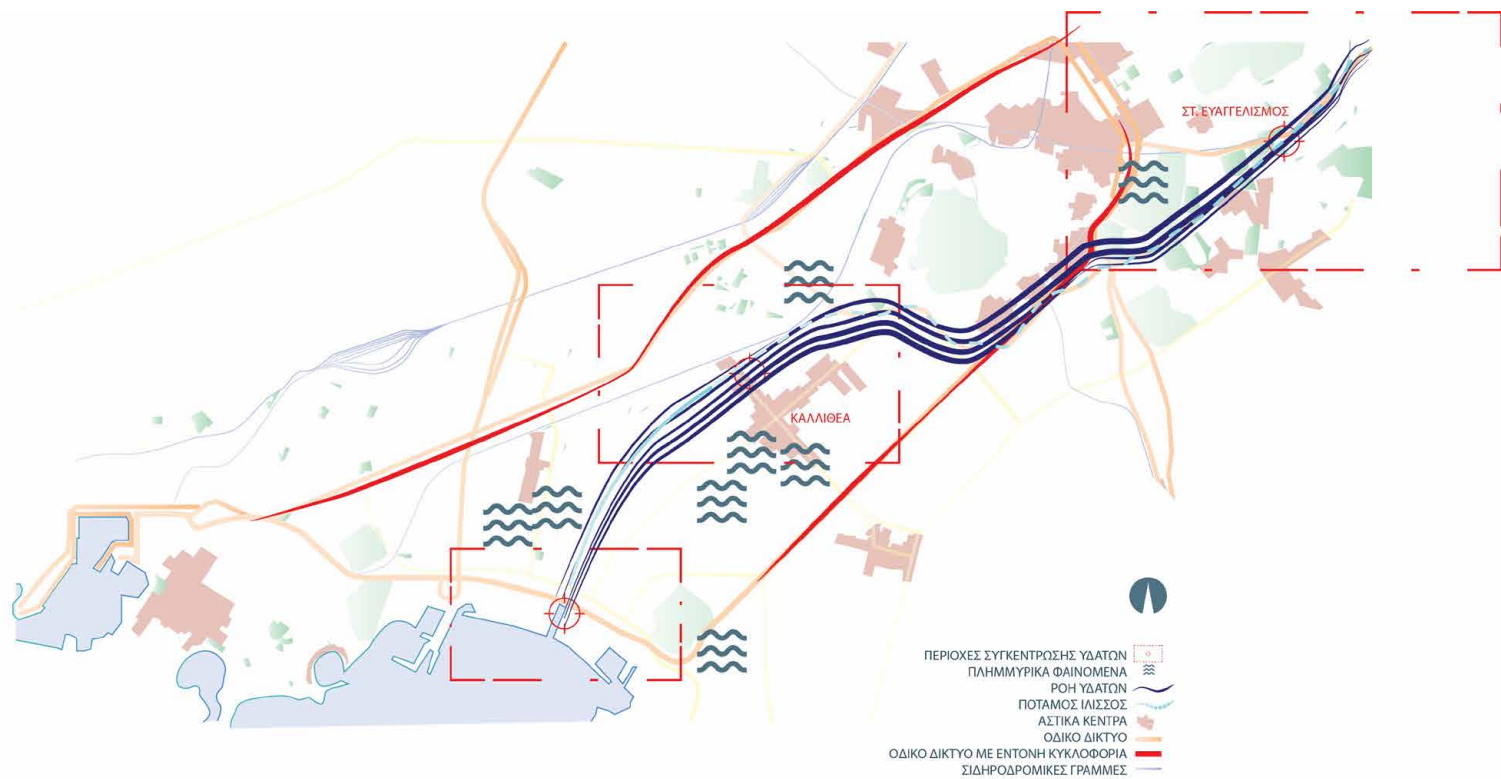 ΣΤ. ΕΥΑΓΓΕΛΙΣΜΟΣ
ΚΑΛΛΙΘΕΑ
ΠΕΡΙΟΧΕΣ ΣΥΓΚΕΝΤΡΩΣΗΣ ΥΔΑΤΩΝ
ΠΛΗΜΜΥΡΙΚΑ ΦΑΙΝΟΜΕΝΑ
ΡΟΗ ΥΔΑΤΩΝ
ΠΟΤΑΜΟΣ ΙΛΙΣΣΟΣ
ΑΣΤΙΚΑ ΚΕΝΤΡΑ
ΟΔΙΚΟ ΔΙΚΤΥΟ
ΟΔΙΚΟ ΔΙΚΤΥΟ ΜΕ ΕΝΤΟΝΗ ΚΥΚΛΟΦΟΡΙΑ
ΣΙΔΗΡΟΔΡΟΜΙΚΕΣ ΓΡΑΜΜΕΣ